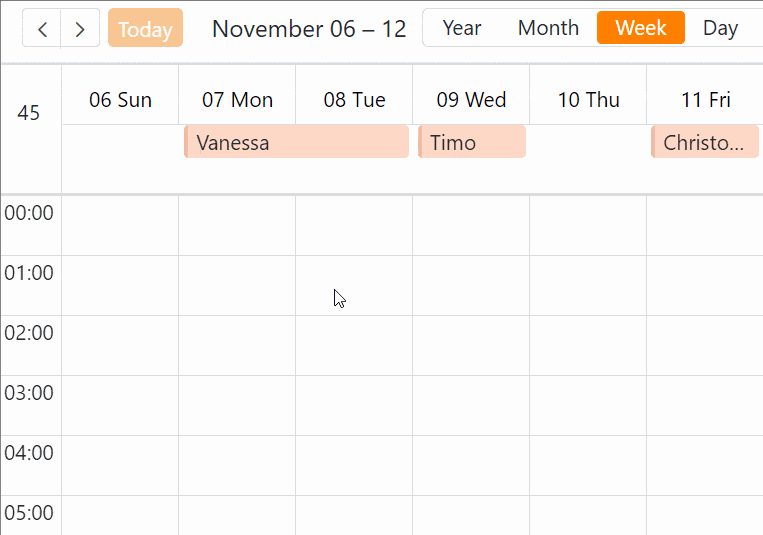 Today November 06 – 12 Year Month Week Day
45 06 Sun 07 Mon 08 Tue 09 Wed 10 Thu 11 Fri
Vanessa Timo Christo...
00:00
01:00
02:00
03:00
04:00
05:00